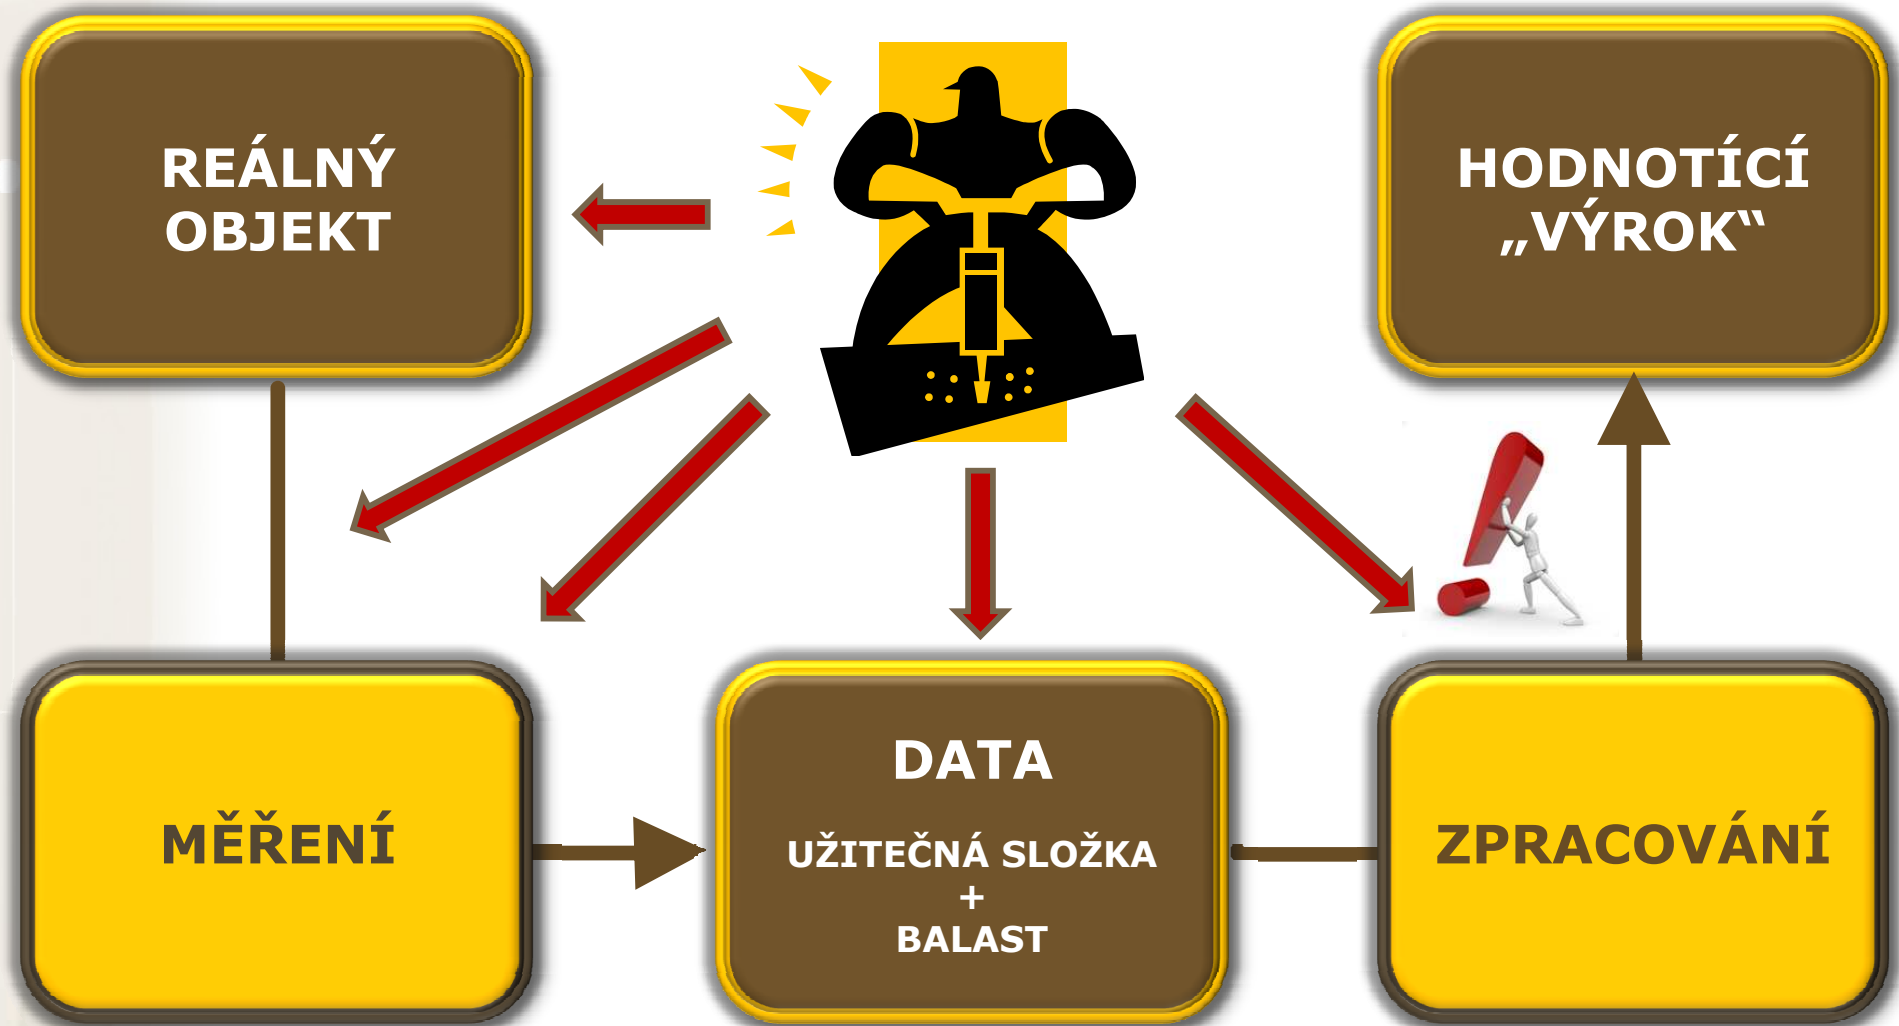 REÁLNÝ
OBJEKT
HODNOTÍCÍ
„VÝROK“
MĚŘENÍ
DATA
UŽITEČNÁ SLOŽKA
+
BALAST
ZPRACOVÁNÍ